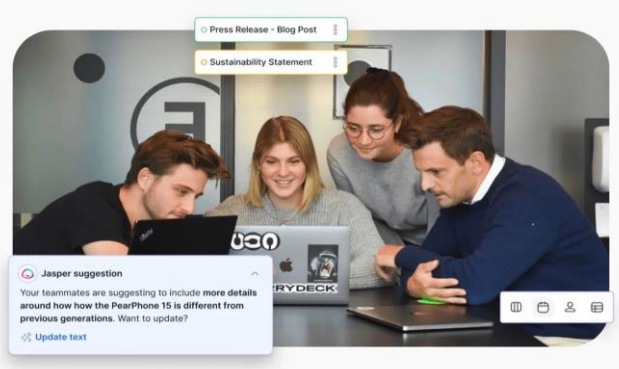 Press Release - Blog Post
Sustainability Statement
RYDECK
Jasper suggestion
Your teammates are suggesting to include more details
around how how the PearPhone 15 is different from
previous generations. Want to update?
Update text